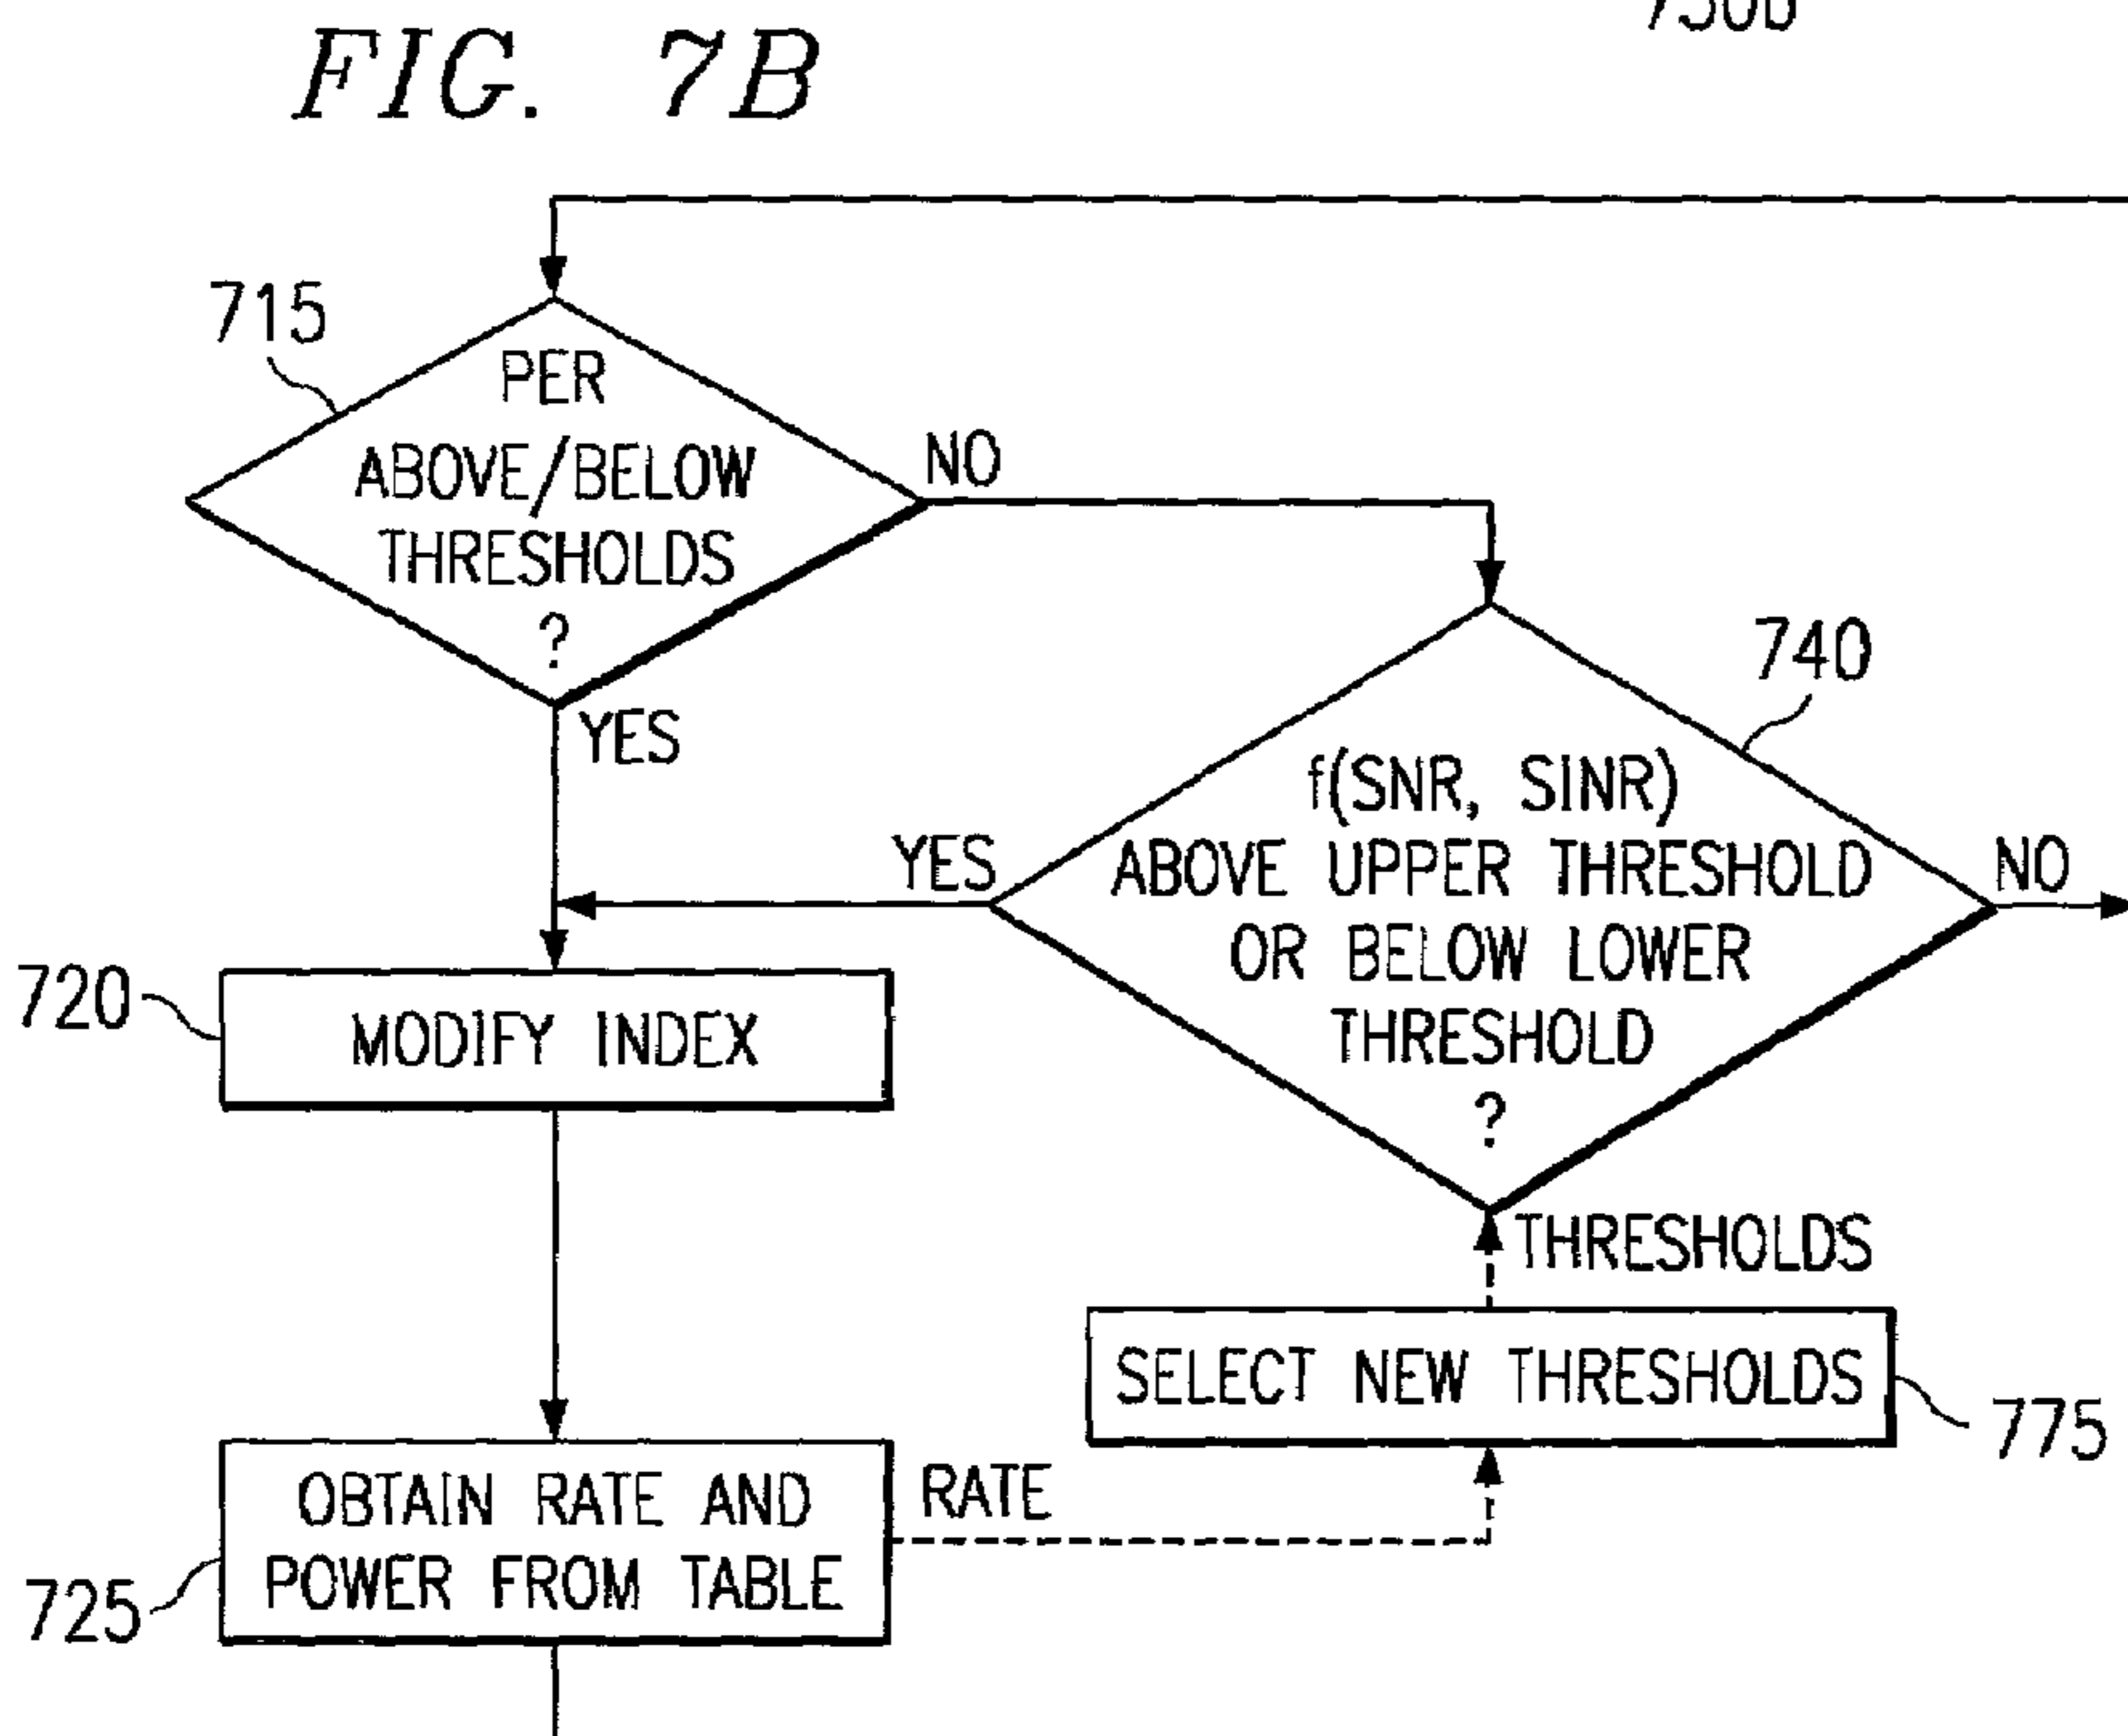 FIG. 7B
715
PER
ABOVE/BELOW
THRESHOLDS
?
NO
YES
740
f(SNR, SINR)
ABOVE UPPER THRESHOLD
OR BELOW LOWER
THRESHOLD
?
YES
NO
720
MODIFY INDEX
THRESHOLDS
SELECT NEW THRESHOLDS
775
OBTAIN RATE AND
POWER FROM TABLE
RATE
725